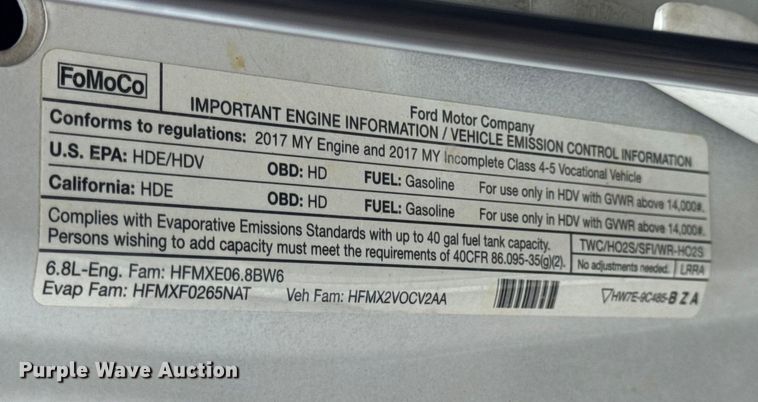 FoMoCo
Ford Motor Company
IMPORTANT ENGINE INFORMATION / VEHICLE EMISSION CONTROL INFORMATION
Conforms to regulations: 2017 MY Engine and 2017 MY Incomplete Class 4-5 Vocational Vehicle
U.S. EPA: HDE/HDV OBD: HD FUEL: Gasoline For use only in HDV with GVWR above 14,000#.
California: HDE OBD: HD FUEL: Gasoline For use only in HDV with GVWR above 14,000#.
Complies with Evaporative Emissions Standards with up to 40 gal fuel tank capacity.
Persons wishing to add capacity must meet the requirements of 40CFR 86.095-35(g)(2).
TWC/HO2S/SFI/WR-HO2S
No adjustments needed. LRRA
6.8L-Eng. Fam: HFMXE06.8BW6
Evap Fam: HFMXF0265NAT Veh Fam: HFMX2VOCV2AA
HW7E-9C485-BZA
Purple Wave Auction